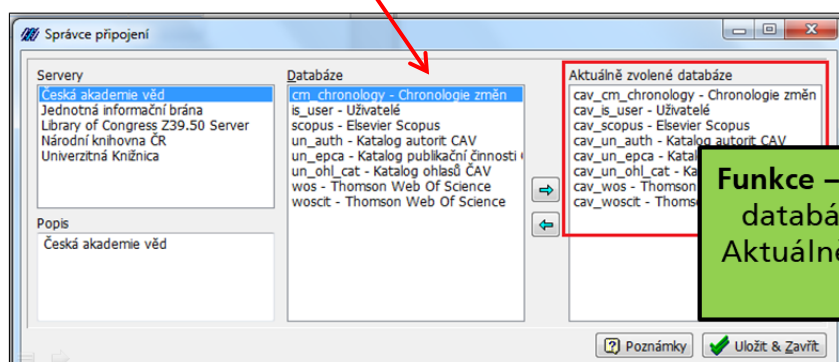 Správce připojení
Servery
Česká akademie věd
Jednotná informační brána
Library of Congress Z39.50 Server
Národní knihovna ČR
Univerzitná Knižnica
Popis
Česká akademie věd
Databáze
cm_chronology - Chronologie změn
is_user - Uživatelé
scopus - Elsevier Scopus
un_auth - Katalog autorit CAV
un_epca - Katalog publikační činnosti
un_ohl_cat - Katalog ohlasů ČAV
wos - Thomson Web Of Science
woscit - Thomson Web Of Science
Aktuálně zvolené databáze
cav_cm_chronology - Chronologie změn
cav_is_user - Uživatelé
cav_scopus - Elsevier Scopus
cav_un_auth - Katalog autorit CAV
cav_un_epca - Katal
cav_un_ohl_cat - Ka
cav_wos - Thomson
cav_woscit - Thoms
Funkce –
databá
Aktuálně
Poznámky
Uložit & Zavřít